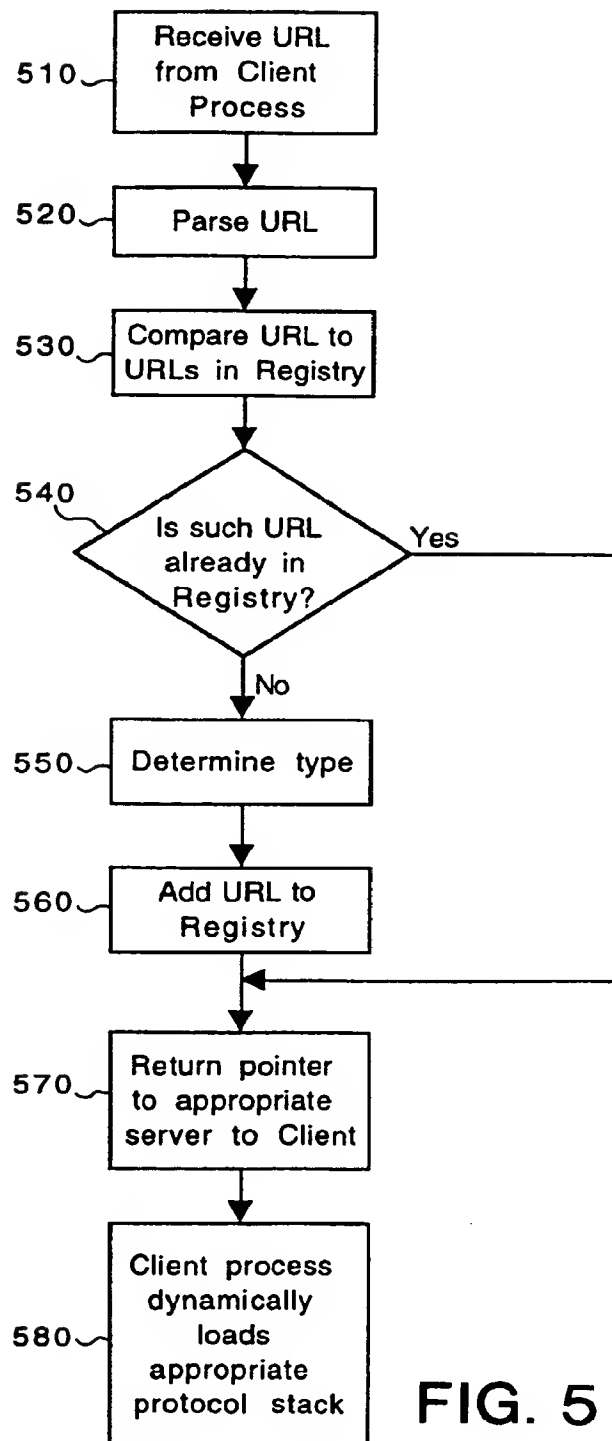 510
Receive URL
from Client
Process
520
Parse URL
530
Compare URL to
URLs in Registry
540
Is such URL
already in
Registry?
Yes
No
550
Determine type
560
Add URL to
Registry
570
Return pointer
to appropriate
server to Client
580
Client process
dynamically
loads
appropriate
protocol stack
FIG. 5